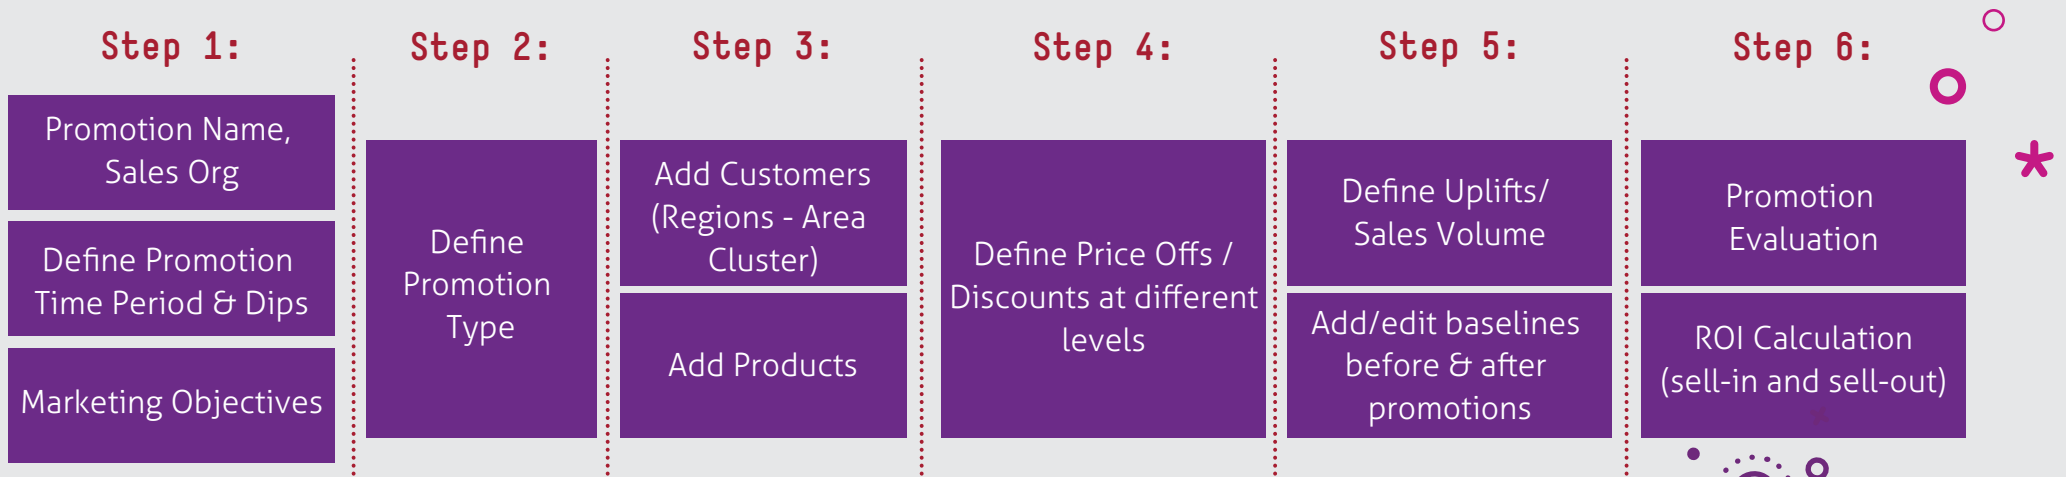 Step 1:
Promotion Name,
Sales Org
Define Promotion
Time Period & Dips
Marketing Objectives
Step 2:
Define
Promotion
Type
Step 3:
Add Customers
(Regions - Area
Cluster)
Add Products
Step 4:
Define Price Offs /
Discounts at different
levels
Step 5:
Define Uplifts/
Sales Volume
Add/edit baselines
before & after
promotions
Step 6:
Promotion
Evaluation
ROI Calculation
(sell-in and sell-out)